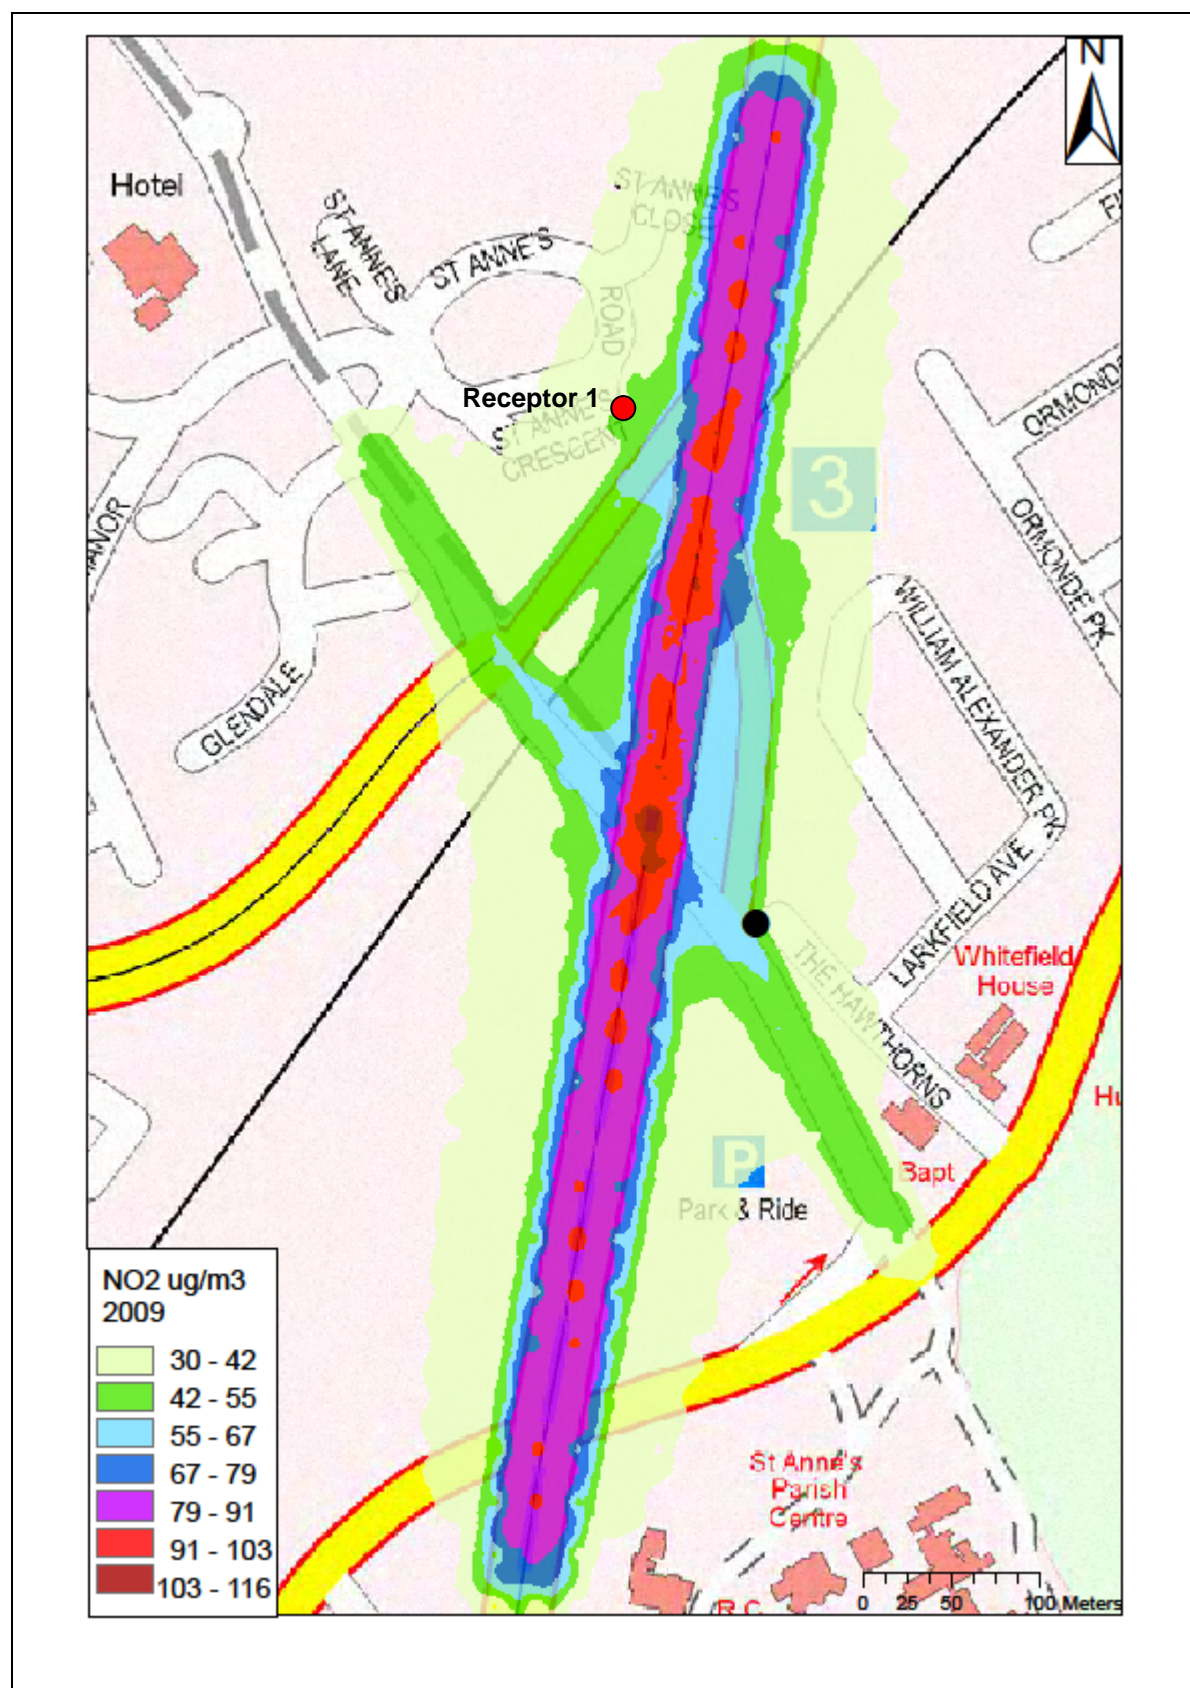 N
Hotel
ST ANNE'S
CLOSE
ST ANNE'S
LANE
ST ANNE'S
ROAD
Receptor 1
ST ANNE'S
CRESCENT
3
ORMOND
ORMONDE PK
MANOR
GLENDALE
WILLIAM ALEXANDER PK
LARKFIELD AVE
THE HAWTHORNS
Whitefield
House
Bapt
P
Park & Ride
NO2 ug/m3
2009
30 - 42
42 - 55
55 - 67
67 - 79
79 - 91
91 - 103
103 - 116
St Anne's
Parish
Centre
R C
0 25 50 100 Meters